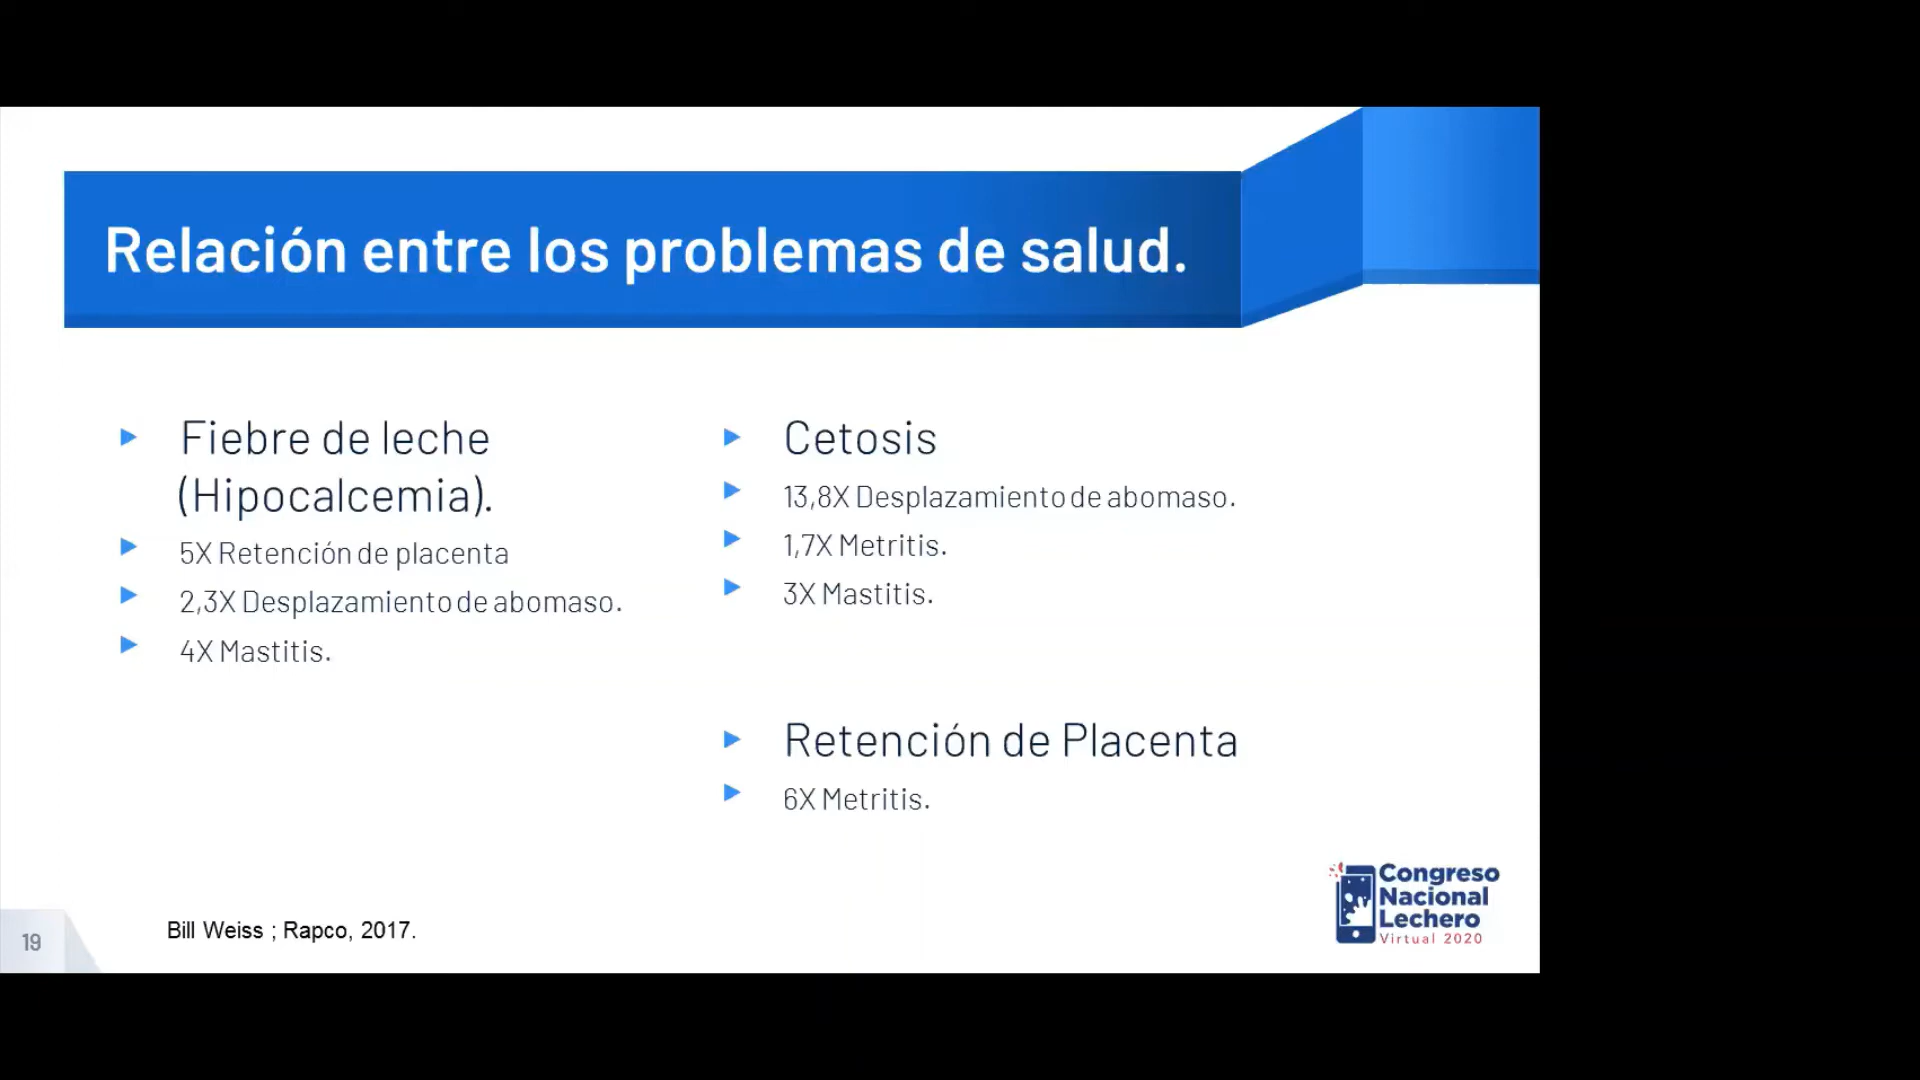 Relación entre los problemas de salud.
Fiebre de leche
(Hipocalcemia).
5X Retención de placenta
2,3X Desplazamiento de abomaso.
4X Mastitis.
Cetosis
13,8X Desplazamiento de abomaso.
1,7X Metritis.
3X Mastitis.
Retención de Placenta
6X Metritis.
Bill Weiss ; Rapco, 2017.
19
Congreso
Nacional
Lechero
Virtual 2020